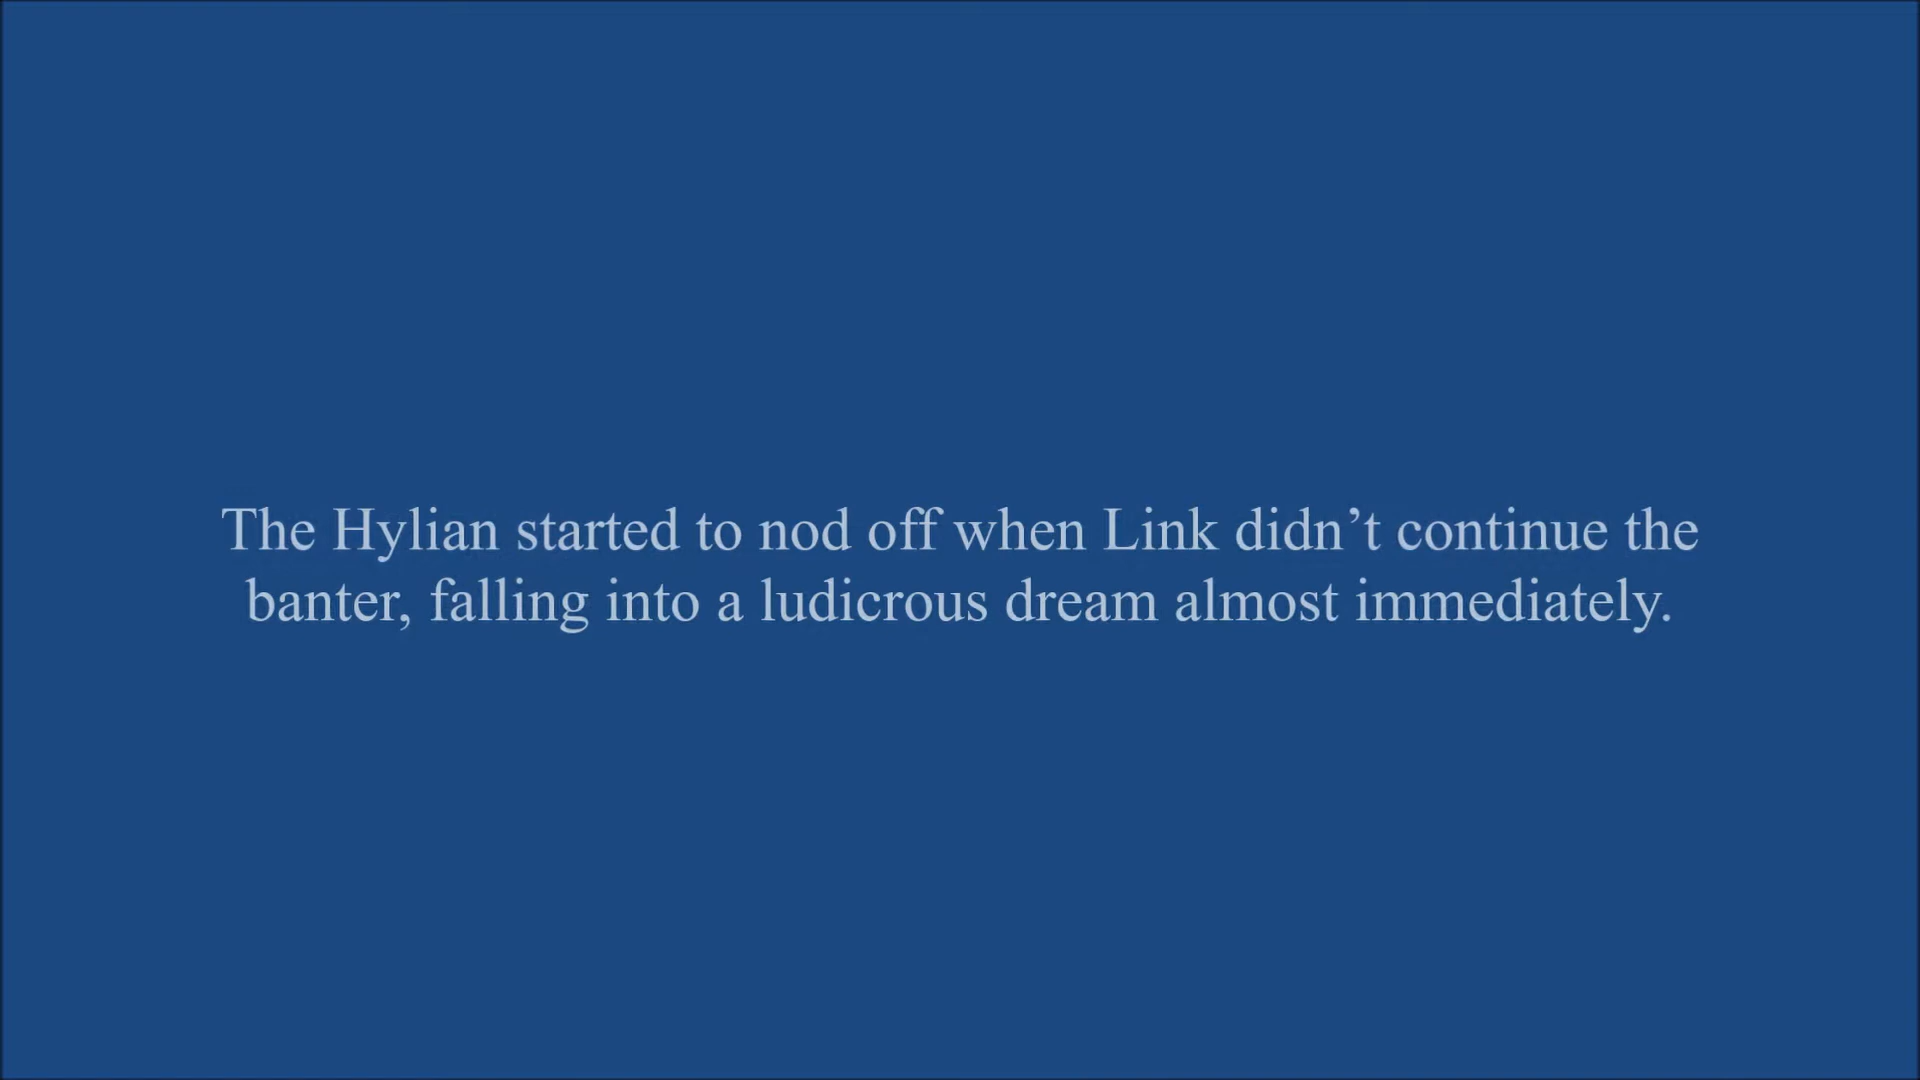 The Hylian started to nod off when Link didn’t continue the
banter, falling into a ludicrous dream almost immediately.